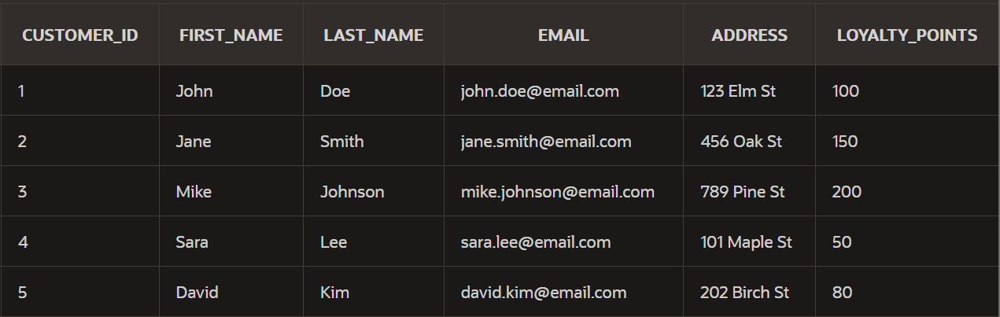 CUSTOMER_ID FIRST_NAME LAST_NAME EMAIL ADDRESS LOYALTY_POINTS
1 John Doe john.doe@email.com 123 Elm St 100
2 Jane Smith jane.smith@email.com 456 Oak St 150
3 Mike Johnson mike.johnson@email.com 789 Pine St 200
4 Sara Lee sara.lee@email.com 101 Maple St 50
5 David Kim david.kim@email.com 202 Birch St 80